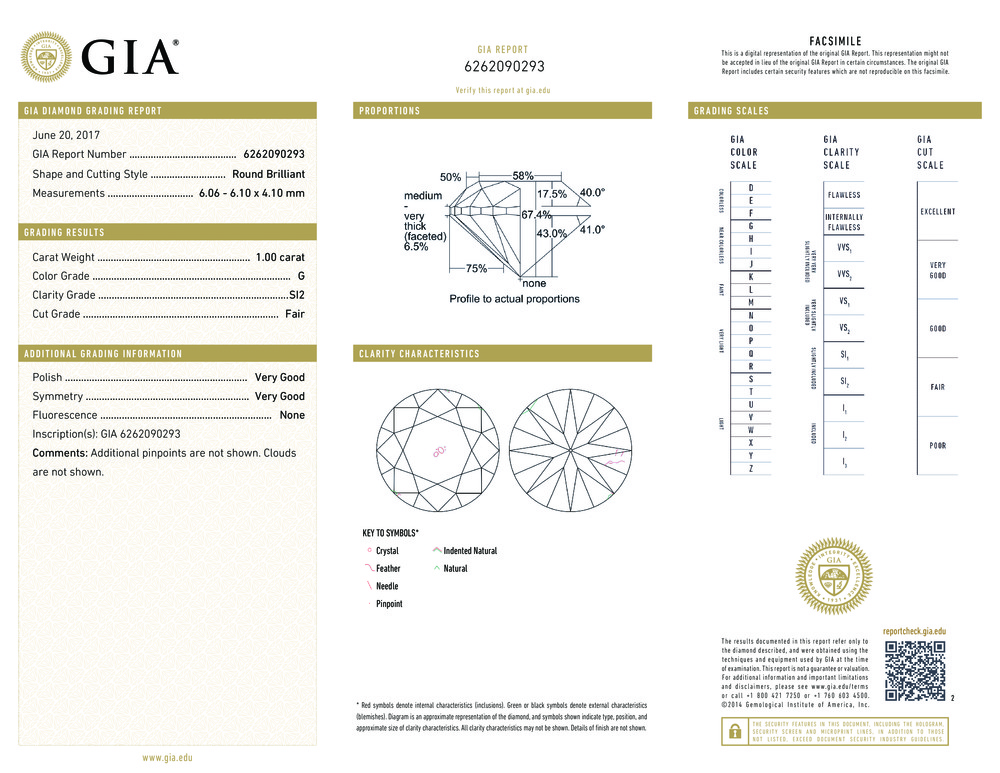 GIA®
GIA REPORT
6262090293
Verify this report at gia.edu
FACSIMILE
This is a digital representation of the original GIA Report. This representation might not
be accepted in lieu of the original GIA Report in certain circumstances. The original GIA
Report includes certain security features which are not reproducible on this facsimile.
GIA DIAMOND GRADING REPORT
June 20, 2017
GIA Report Number ........................................ 6262090293
Shape and Cutting Style ............................ Round Brilliant
Measurements ................................ 6.06 - 6.10 x 4.10 mm
GRADING RESULTS
Carat Weight ......................................................... 1.00 carat
Color Grade .......................................................................... G
Clarity Grade .......................................................................SI2
Cut Grade .......................................................................... Fair
ADDITIONAL GRADING INFORMATION
Polish .................................................................... Very Good
Symmetry ............................................................. Very Good
Fluorescence ................................................................ None
Inscription(s): GIA 6262090293
Comments: Additional pinpoints are not shown. Clouds
are not shown.
www.gia.edu
PROPORTIONS
50%
58%
medium
-
very
thick
(faceted)
6.5%
17.5%
40.0°
67.4%
43.0%
41.0°
75%
none
Profile to actual proportions
CLARITY CHARACTERISTICS
KEY TO SYMBOLS*
Crystal
Feather
Needle
Pinpoint
Indented Natural
Natural
* Red symbols denote internal characteristics (inclusions). Green or black symbols denote external characteristics
(blemishes). Diagram is an approximate representation of the diamond, and symbols shown indicate type, position, and
approximate size of clarity characteristics. All clarity characteristics may not be shown. Details of finish are not shown.
GRADING SCALES
GIA
COLOR
SCALE
COLORLESS
D
E
F
NEAR COLORLESS
G
H
I
J
FAINT
K
L
M
VERY LIGHT
N
O
P
Q
R
LIGHT
S
T
U
V
W
X
Y
Z
GIA
CLARITY
SCALE
FLAWLESS
INTERNALLY
FLAWLESS
VERY VERY
SLIGHTLY INCLUDED
VVS1
VVS2
VERY SLIGHTLY
INCLUDED
VS1
VS2
SLIGHTLY INCLUDED
SI1
SI2
INCLUDED
I1
I2
I3
GIA
CUT
SCALE
EXCELLENT
VERY
GOOD
GOOD
FAIR
POOR
GIA
INTEGRITY
EXCELLENCE
KNOWLEDGE
1931
reportcheck.gia.edu
The results documented in this report refer only to
the diamond described, and were obtained using the
techniques and equipment used by GIA at the time
of examination. This report is not a guarantee or valuation.
For additional information and important limitations
and disclaimers, please see www.gia.edu/terms
or call +1 800 421 7250 or +1 760 603 4500.
©2014 Gemological Institute of America, Inc.
2
THE SECURITY FEATURES IN THIS DOCUMENT, INCLUDING THE HOLOGRAM,
SECURITY SCREEN AND MICROPRINT LINES, IN ADDITION TO THOSE
NOT LISTED, EXCEED DOCUMENT SECURITY INDUSTRY GUIDELINES.